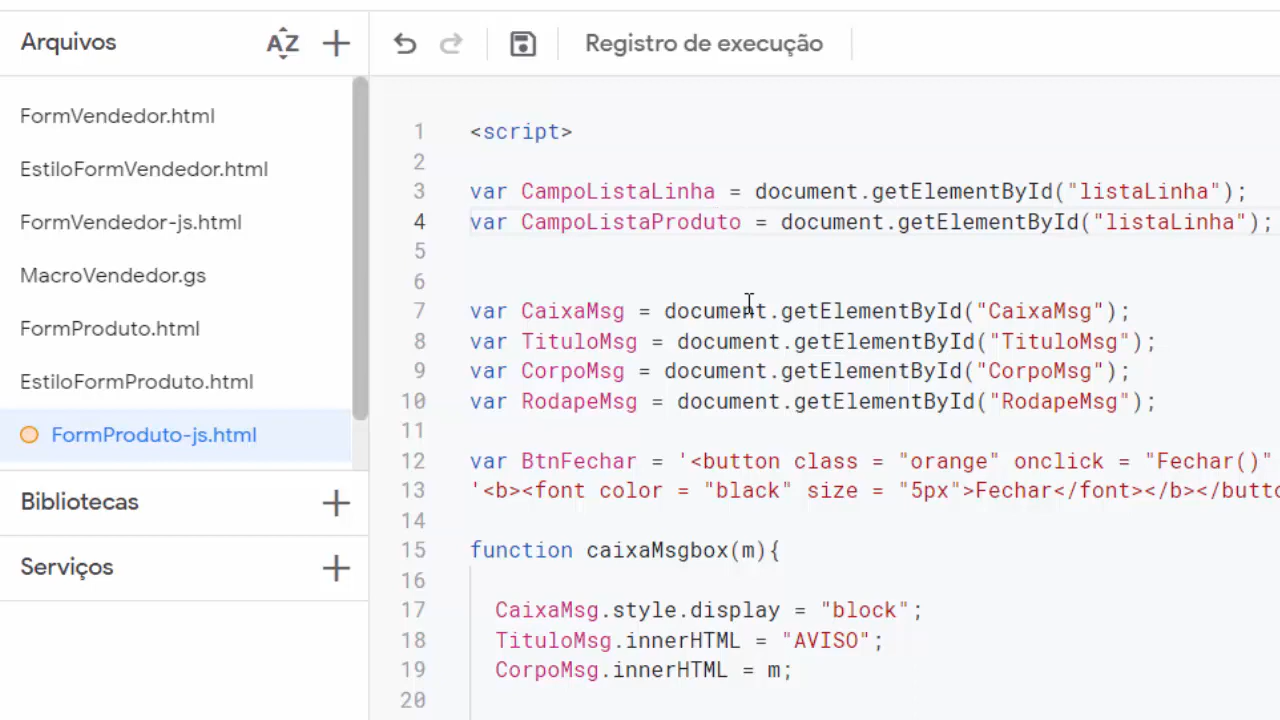 Arquivos
AZ
Registro de execução
FormVendedor.html
EstiloFormVendedor.html
FormVendedor-js.html
MacroVendedor.gs
FormProduto.html
EstiloFormProduto.html
FormProduto-js.html
Bibliotecas
Serviços
1 <script>
2
3 var CampoListaLinha = document.getElementById("listaLinha");
4 var CampoListaProduto = document.getElementById("listaLinha");
5
6
7 var CaixaMsg = document.getElementById("CaixaMsg");
8 var TituloMsg = document.getElementById("TituloMsg");
9 var CorpoMsg = document.getElementById("CorpoMsg");
10 var RodapeMsg = document.getElementById("RodapeMsg");
11
12 var BtnFechar = '<button class = "orange" onclick = "Fechar()"
13 '<b><font color = "black" size = "5px">Fechar</font></b></butto
14
15 function caixaMsgbox(m){
16
17 CaixaMsg.style.display = "block";
18 TituloMsg.innerHTML = "AVISO";
19 CorpoMsg.innerHTML = m;
20